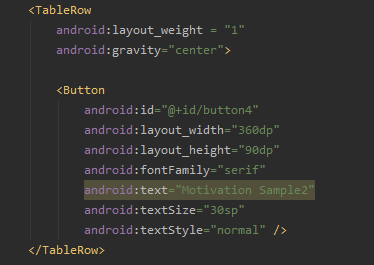 <TableRow
android:layout_weight = "1"
android:gravity="center">
<Button
android:id="@+id/button4"
android:layout_width="360dp"
android:layout_height="90dp"
android:fontFamily="serif"
android:text="Motivation Sample2"
android:textSize="30sp"
android:textStyle="normal" />
</TableRow>